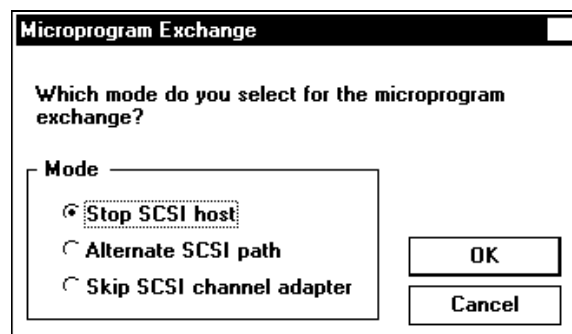 Microprogram Exchange
Which mode do you select for the microprogram
exchange?
Mode
Stop SCSI host
Alternate SCSI path
Skip SCSI channel adapter
OK
Cancel